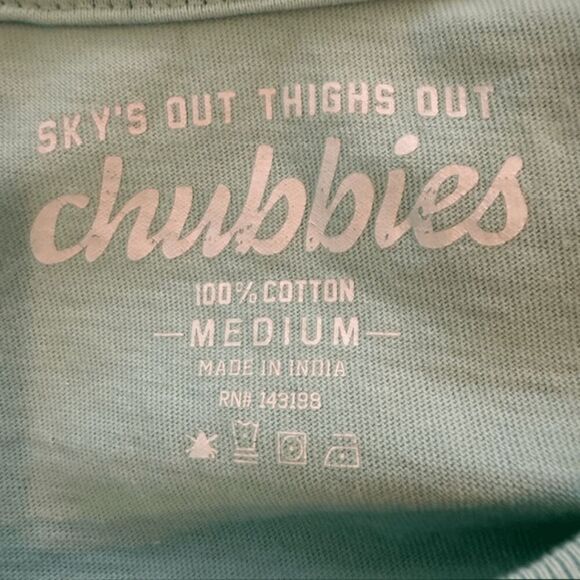 SKY'S OUT THIGHS OUT
chubbies
100% COTTON
—MEDIUM—
MADE IN INDIA
RN# 143198